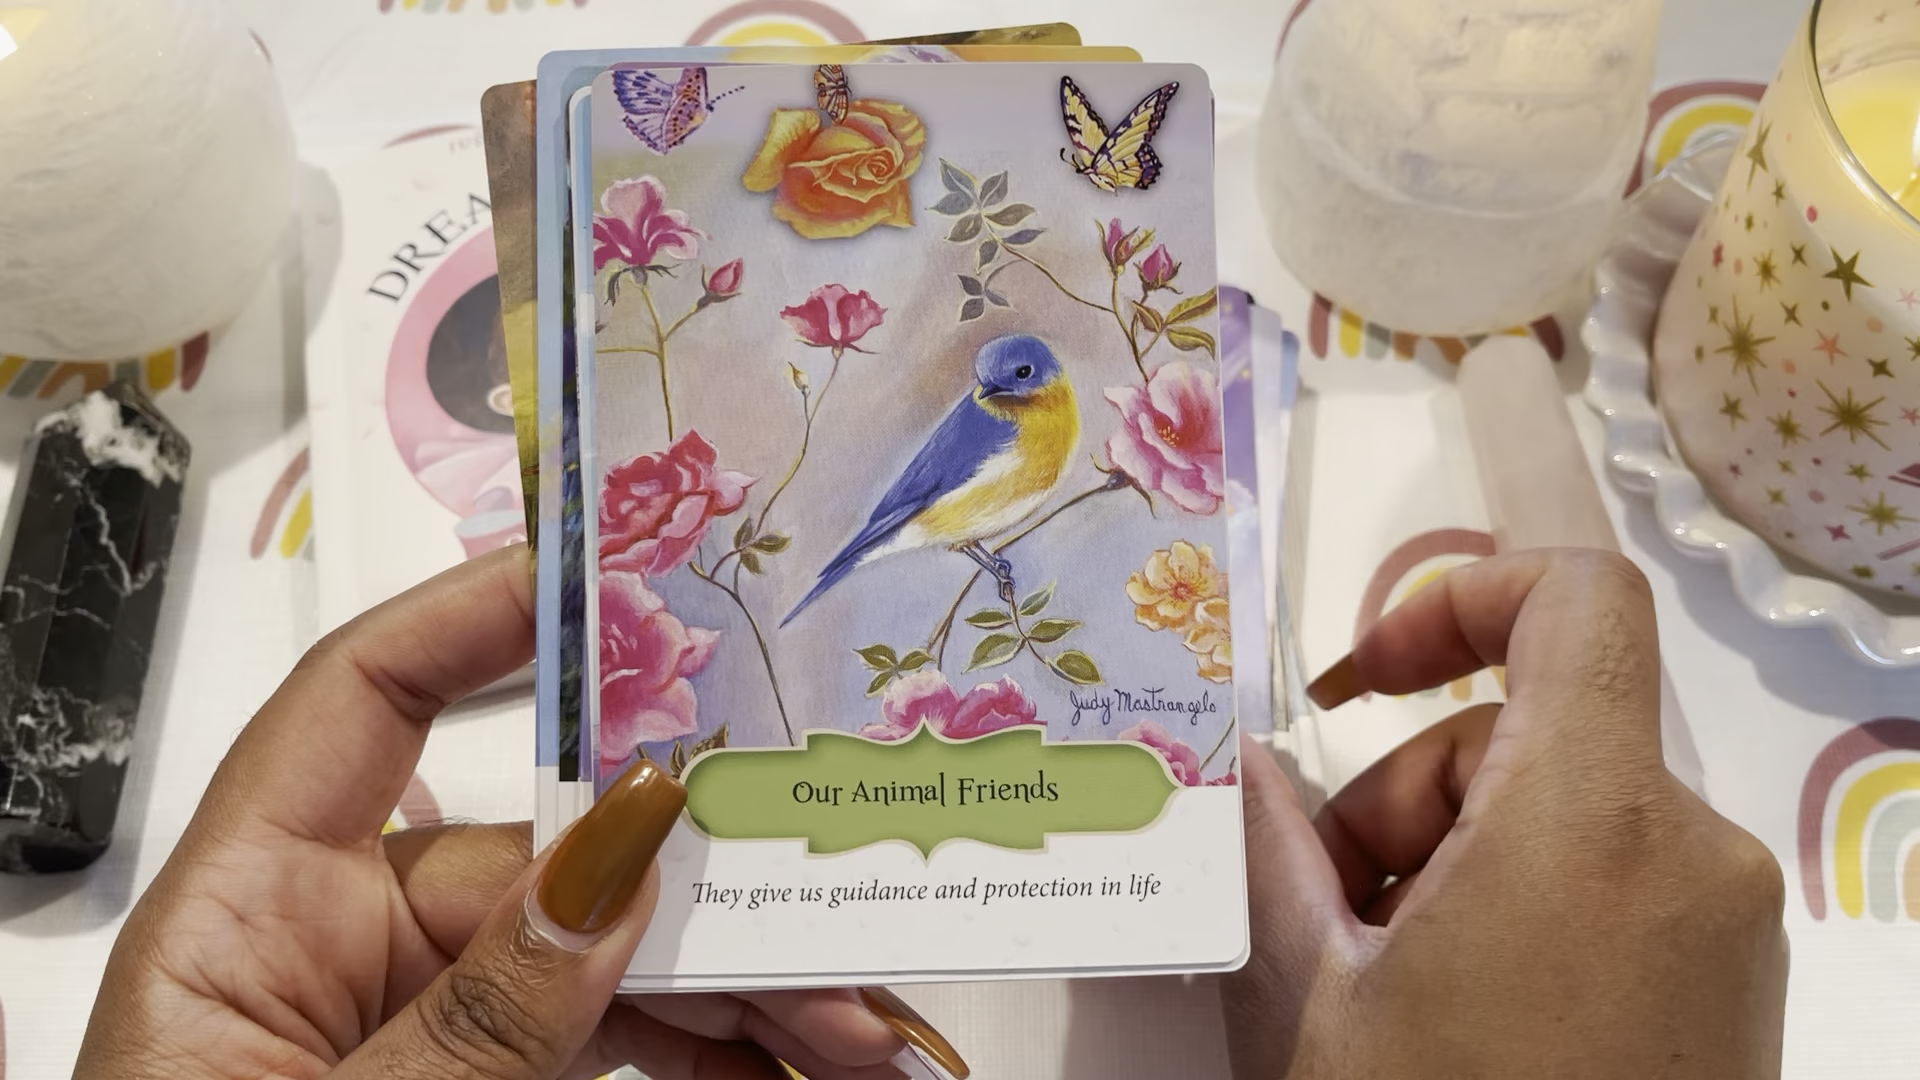 DREA
Judy Mastrangelo
Our Animal Friends
They give us guidance and protection in life